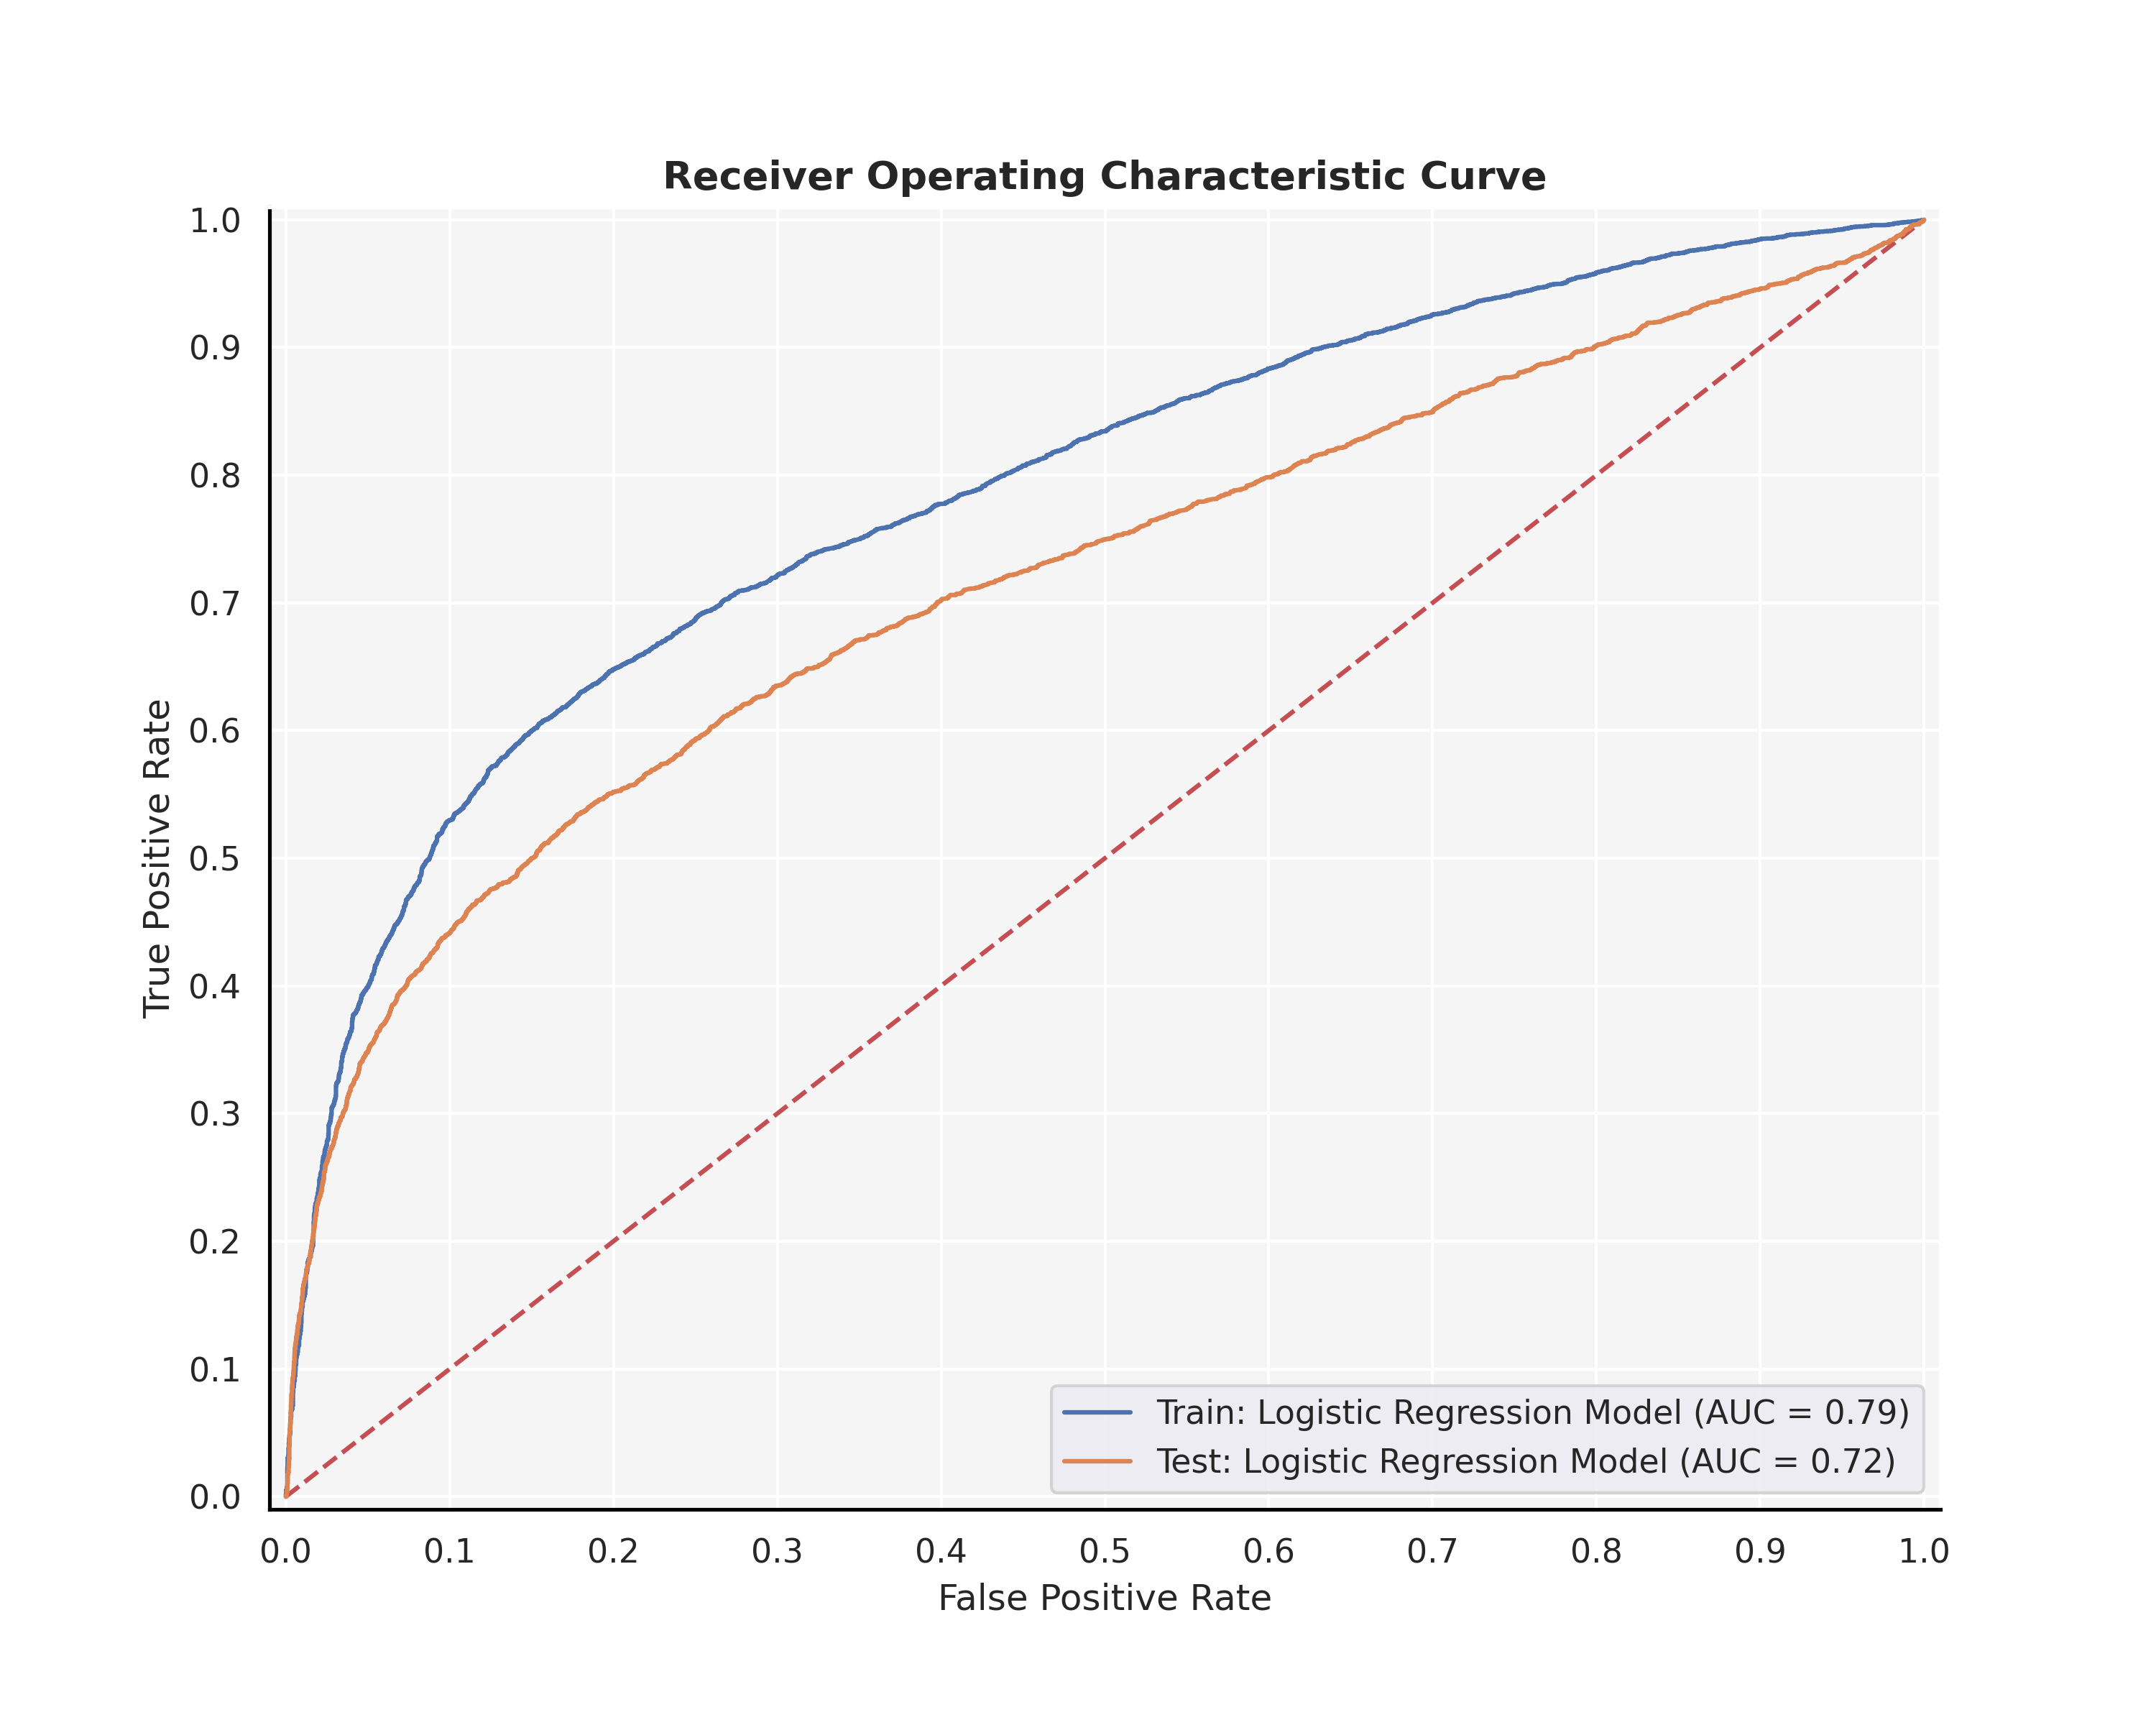 Receiver Operating Characteristic Curve
1.0
0.9
0.8
0.7
0.6
0.5
0.4
0.3
0.2
0.1
0.0
True Positive Rate
Train: Logistic Regression Model (AUC = 0.79)
Test: Logistic Regression Model (AUC = 0.72)
0.0 0.1 0.2 0.3 0.4 0.5 0.6 0.7 0.8 0.9 1.0
False Positive Rate